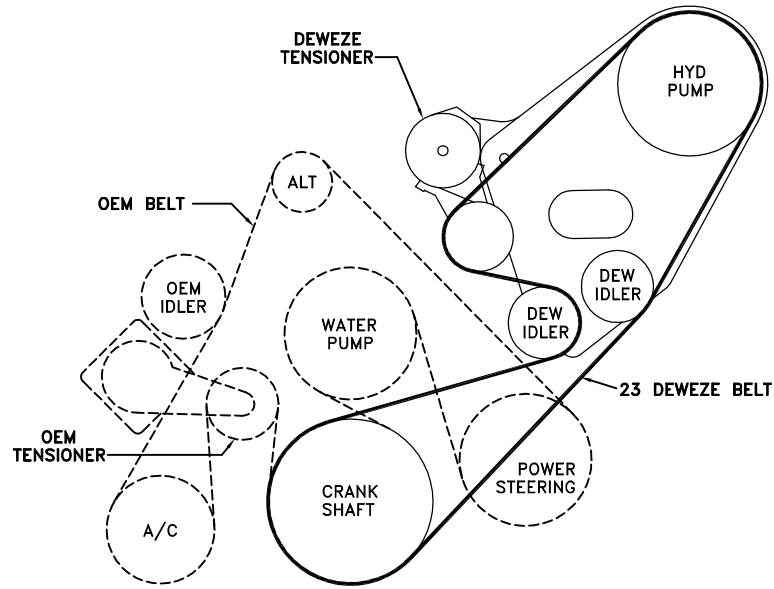 DEWEZE
TENSIONER
HYD
PUMP
ALT
OEM BELT
OEM
IDLER
WATER
PUMP
DEW
IDLER
DEW
IDLER
23 DEWEZE BELT
OEM
TENSIONER
POWER
STEERING
CRANK
SHAFT
A/C